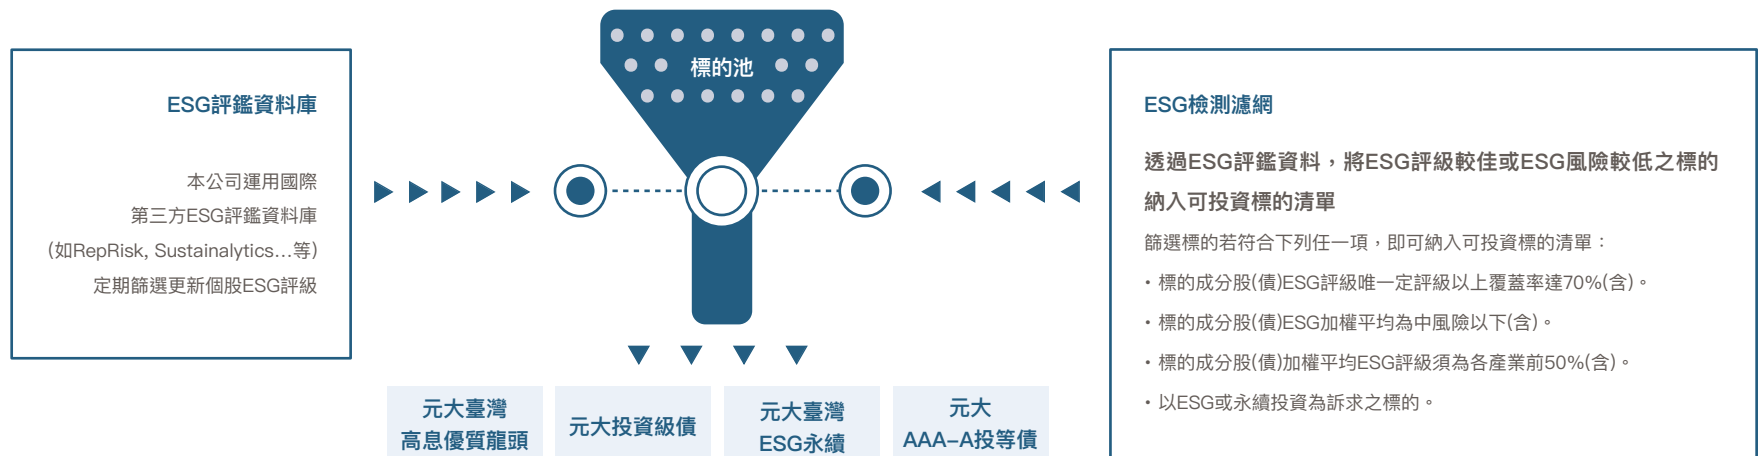 ESG評鑑資料庫
本公司運用國際
第三方ESG評鑑資料庫
(如RepRisk, Sustainalytics…等)
定期篩選更新個股ESG評級
標的池
ESG檢測濾網
透過ESG評鑑資料，將ESG評級較佳或ESG風險較低之標的
納入可投資標的清單
篩選標的若符合下列任一項，即可納入可投資標的清單：
• 標的成分股(債)ESG評級唯一定評級以上覆蓋率達70%(含)。
• 標的成分股(債)ESG加權平均為中風險以下(含)。
• 標的成分股(債)加權平均ESG評級須為各產業前50%(含)。
• 以ESG或永續投資為訴求之標的。
元大臺灣
高息優質龍頭
元大投資級債
元大臺灣
ESG永續
元大
AAA–A投等債